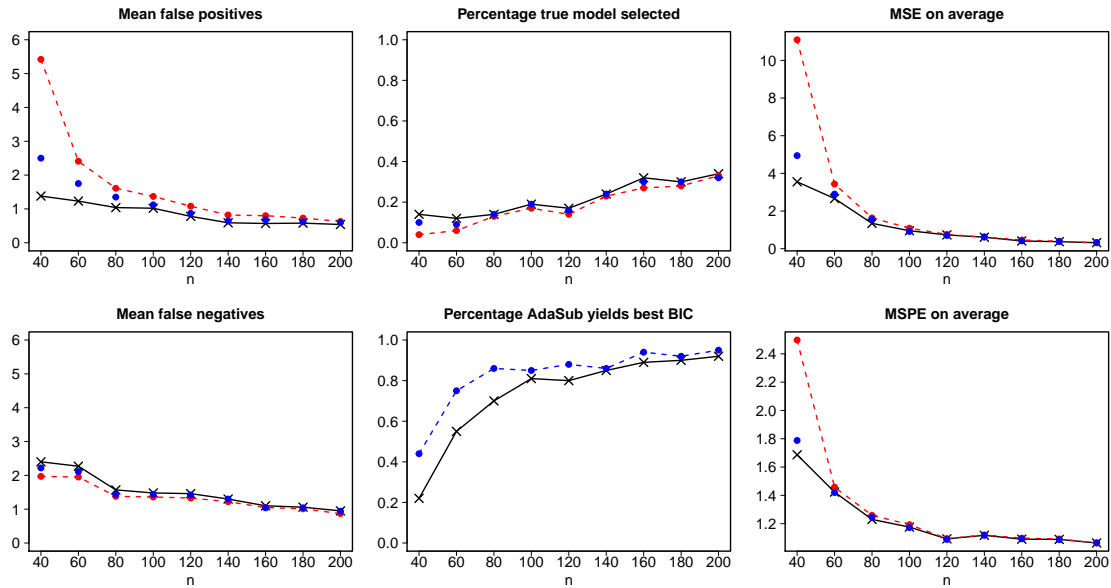 Mean false positives
6
5
4
3
2
1
0
40 60 80 100 120 140 160 180 200
n
Percentage true model selected
1.0
0.8
0.6
0.4
0.2
0.0
40 60 80 100 120 140 160 180 200
n
MSE on average
10
8
6
4
2
0
40 60 80 100 120 140 160 180 200
n
Mean false negatives
6
5
4
3
2
1
0
40 60 80 100 120 140 160 180 200
n
Percentage AdaSub yields best BIC
1.0
0.8
0.6
0.4
0.2
0.0
40 60 80 100 120 140 160 180 200
n
MSPE on average
2.4
2.2
2.0
1.8
1.6
1.4
1.2
40 60 80 100 120 140 160 180 200
n